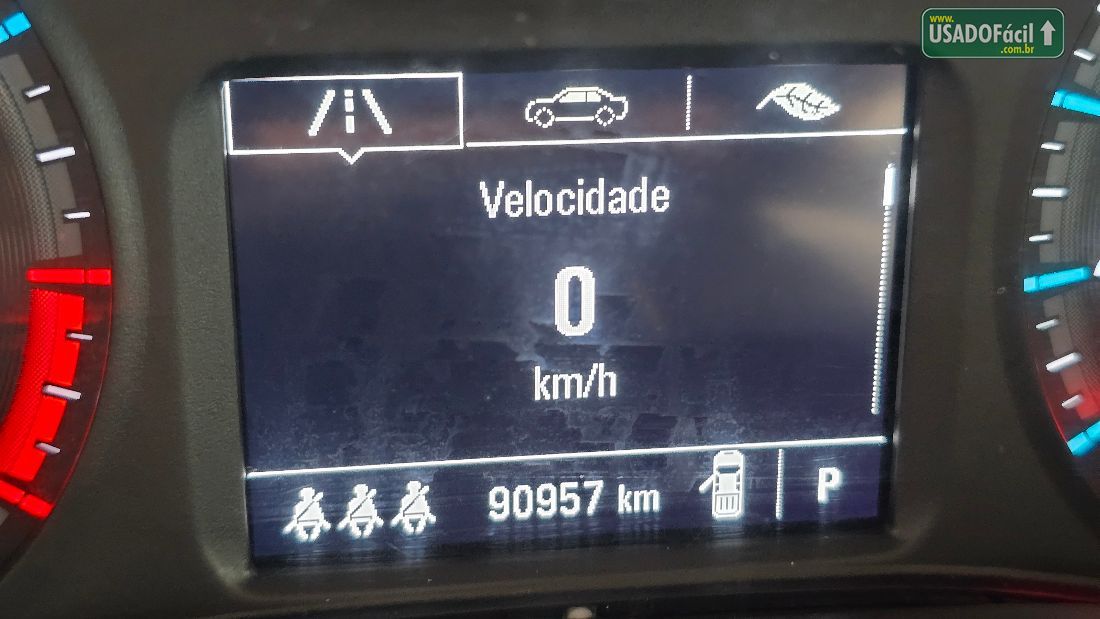 www.
USADOFácil
.com.br
Velocidade
0
km/h
90957 km
P